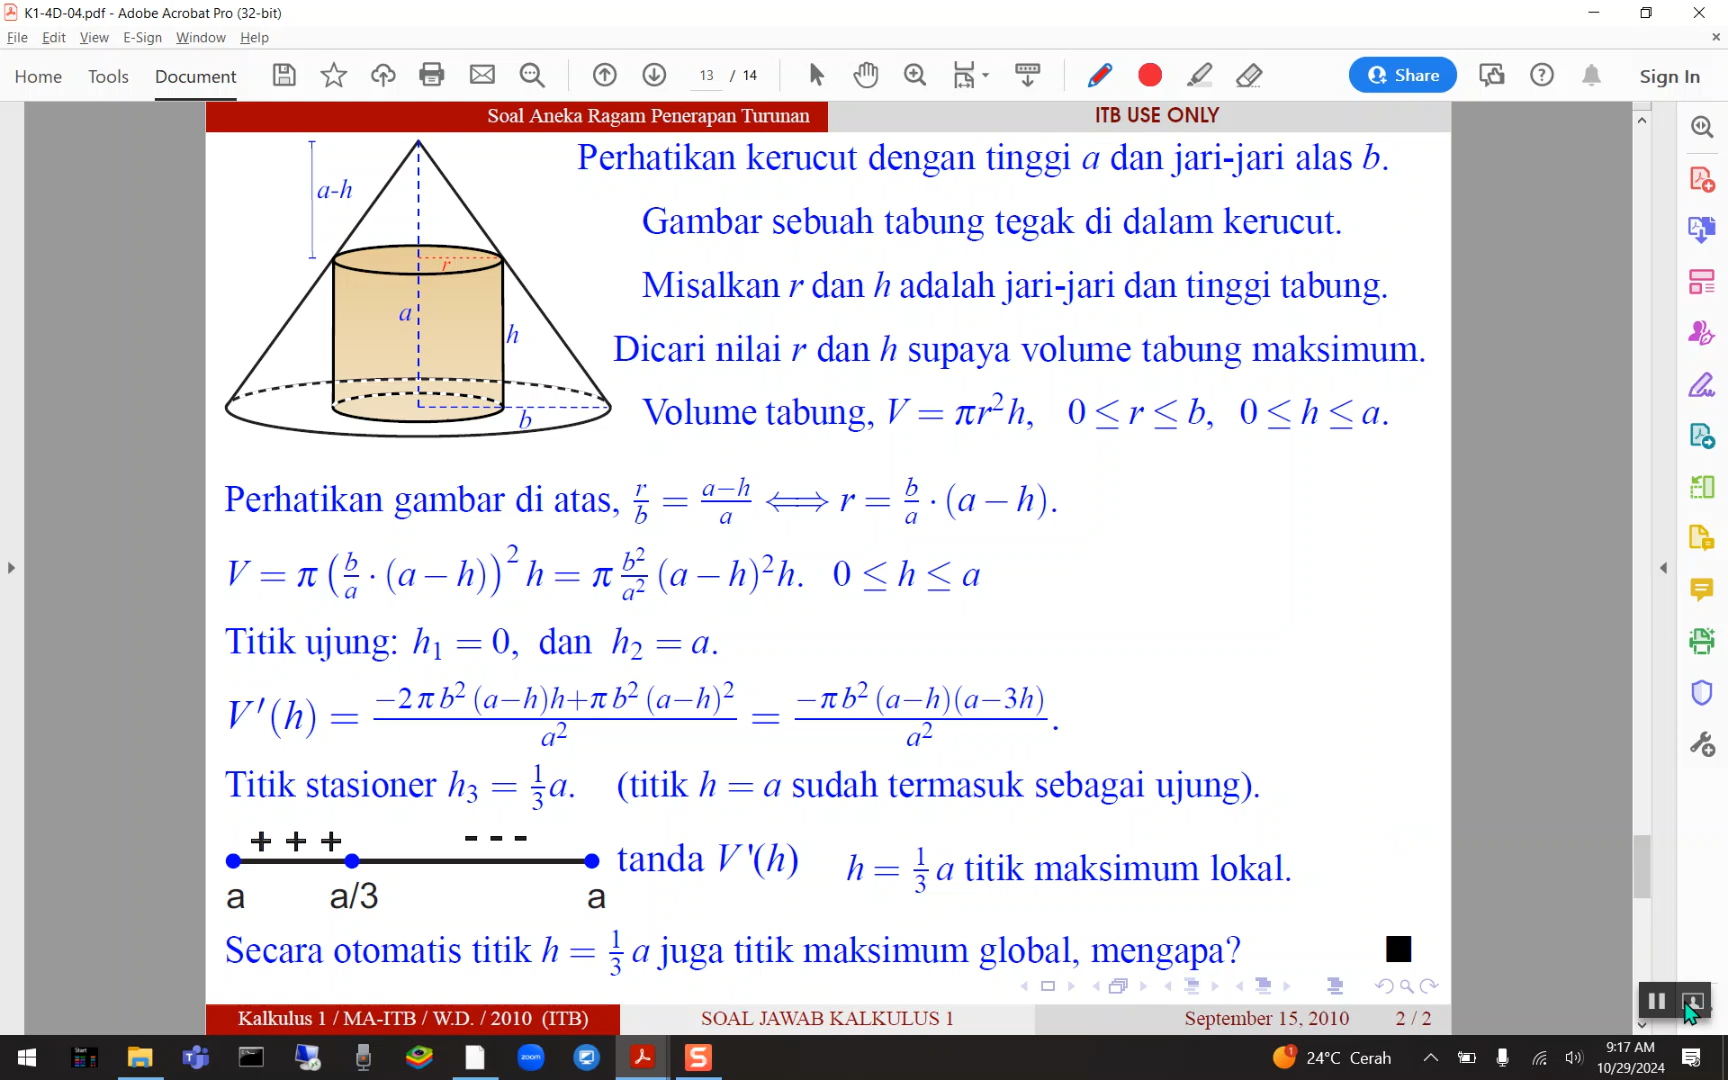 K1-4D-04.pdf - Adobe Acrobat Pro (32-bit)
File Edit View E-Sign Window Help
Home Tools Document 13 / 14 Share Sign In
Soal Aneka Ragam Penerapan Turunan ITB USE ONLY
Perhatikan kerucut dengan tinggi a dan jari-jari alas b.
a-h
Gambar sebuah tabung tegak di dalam kerucut.
r
Misalkan r dan h adalah jari-jari dan tinggi tabung.
a
h
Dicari nilai r dan h supaya volume tabung maksimum.
Volume tabung, V = πr²h, 0 ≤ r ≤ b, 0 ≤ h ≤ a.
b
Perhatikan gambar di atas, r/b = a−h/a ⟺ r = b/a · (a − h).
V = π (b/a · (a − h))² h = π b²/a² (a − h)²h. 0 ≤ h ≤ a
Titik ujung: h₁ = 0, dan h₂ = a.
V′(h) = −2πb²(a−h)h+πb²(a−h)²/a² = −πb²(a−h)(a−3h)/a².
Titik stasioner h₃ = 1/3 a. (titik h = a sudah termasuk sebagai ujung).
+ + + - - -
tanda V'(h) h = 1/3 a titik maksimum lokal.
a a/3 a
Secara otomatis titik h = 1/3 a juga titik maksimum global, mengapa?
Kalkulus 1 / MA-ITB / W.D. / 2010 (ITB) SOAL JAWAB KALKULUS 1 September 15, 2010 2 / 2
Start zoom S 1 24°C Cerah 9:17 AM
10/29/2024